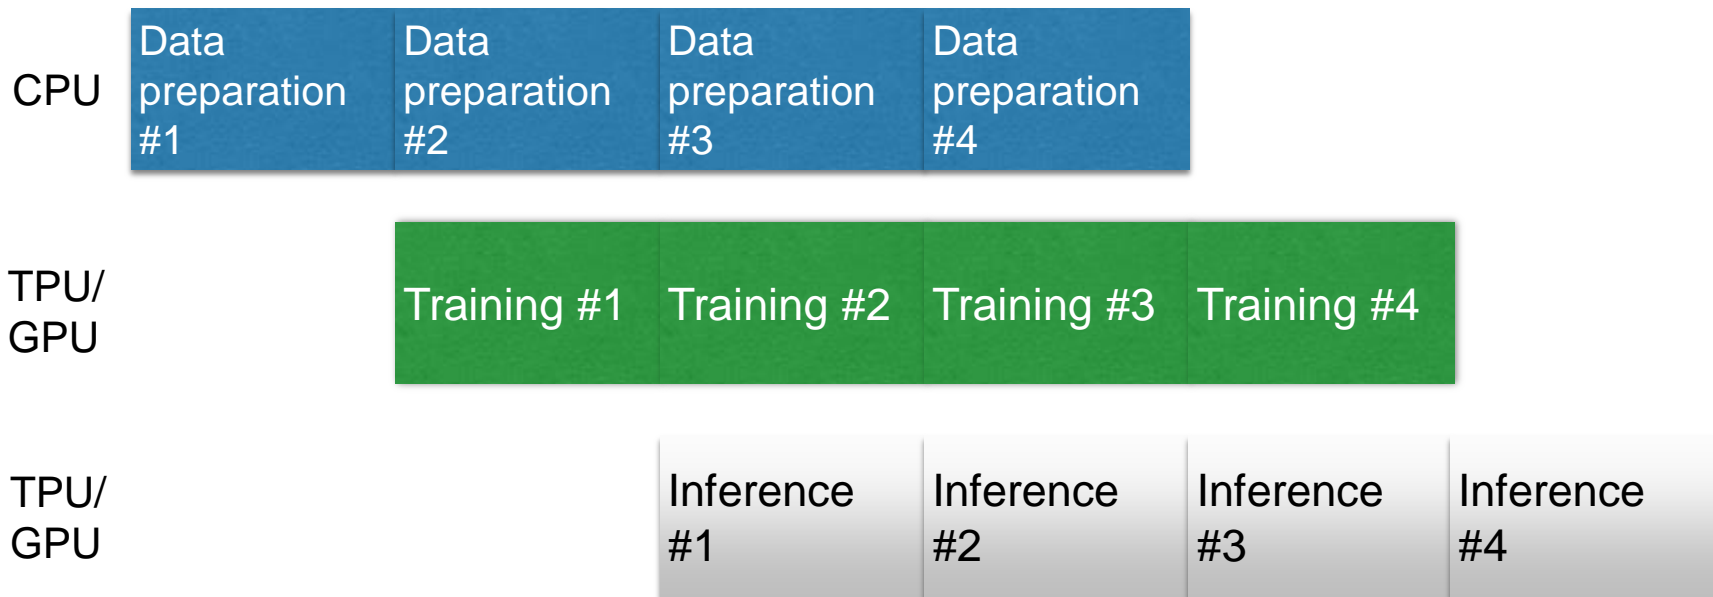 CPU
Data
preparation
#1
Data
preparation
#2
Data
preparation
#3
Data
preparation
#4
TPU/
GPU
Training #1
Training #2
Training #3
Training #4
TPU/
GPU
Inference
#1
Inference
#2
Inference
#3
Inference
#4